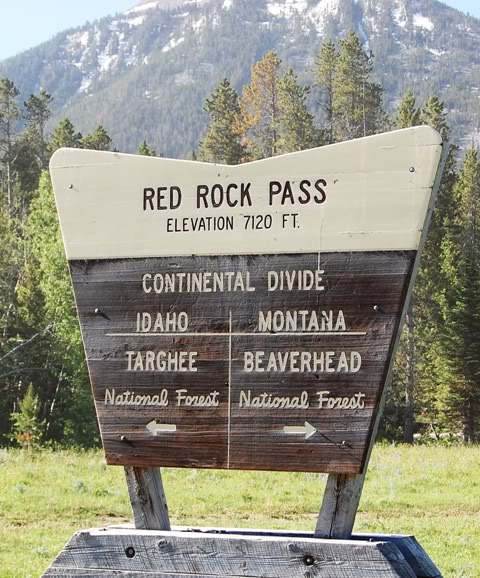 RED ROCK PASS
ELEVATION 7120 FT.
CONTINENTAL DIVIDE
IDAHO MONTANA
TARGHEE BEAVERHEAD
National Forest National Forest